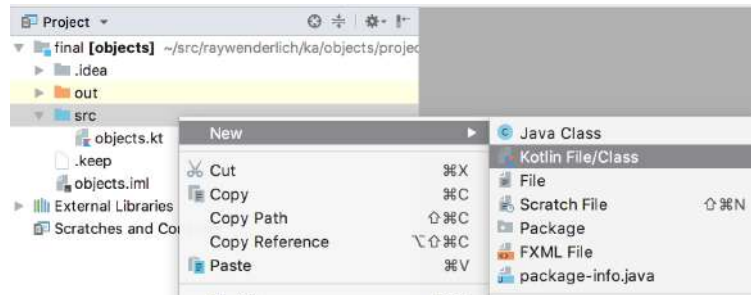 Project
final [objects] ~/src/raywenderlich/ka/objects/projec
.idea
out
src
objects.kt
.keep
objects.iml
External Libraries
Scratches and Co
New
Cut ⌘X
Copy ⌘C
Copy Path ⇧⌘C
Copy Reference ⌥⇧⌘C
Paste ⌘V
Java Class
Kotlin File/Class
File
Scratch File ⇧⌘N
Package
FXML File
package-info.java